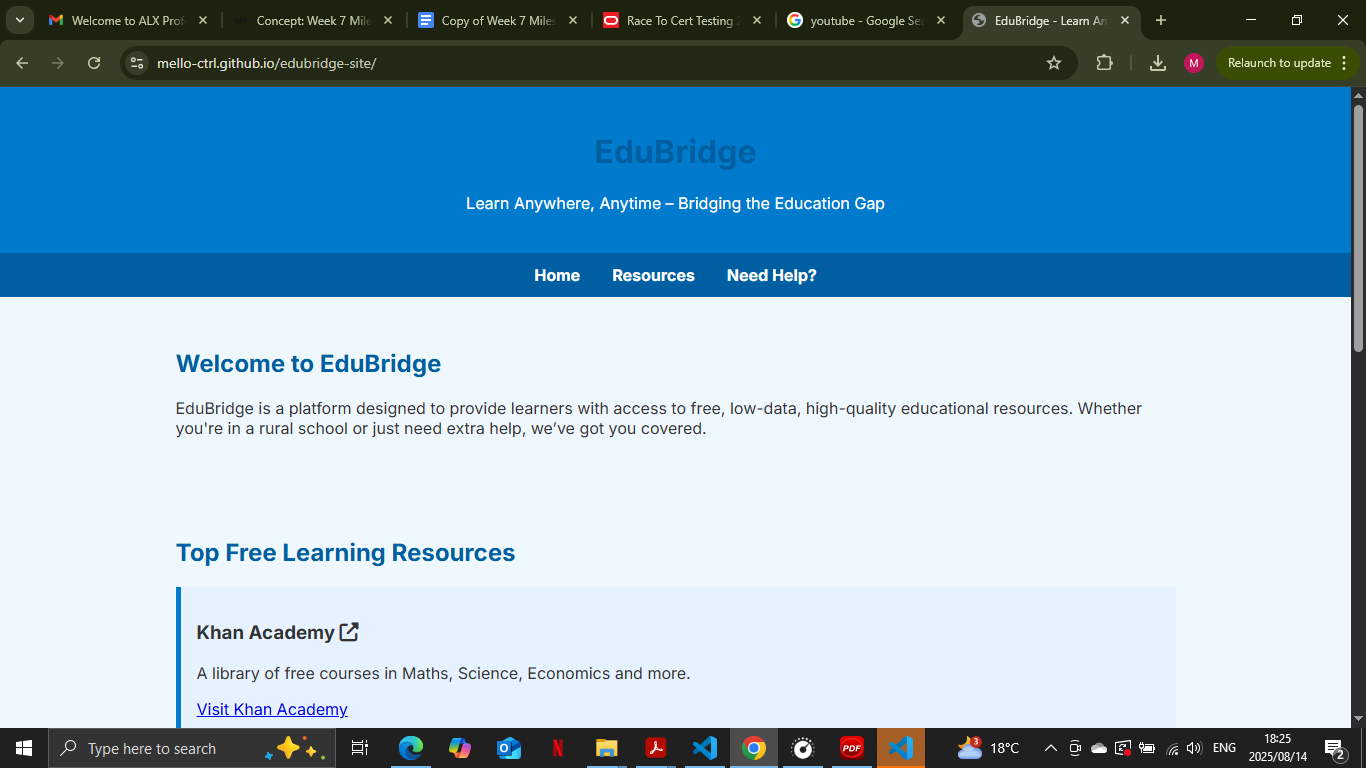 Welcome to ALX Prof
Concept: Week 7 Mile
Copy of Week 7 Miles
Race To Cert Testing 2
youtube - Google Sea
EduBridge - Learn An
mello-ctrl.github.io/edubridge-site/
M
Relaunch to update
EduBridge
Learn Anywhere, Anytime – Bridging the Education Gap
Home Resources Need Help?
Welcome to EduBridge
EduBridge is a platform designed to provide learners with access to free, low-data, high-quality educational resources. Whether
you're in a rural school or just need extra help, we’ve got you covered.
Top Free Learning Resources
Khan Academy
A library of free courses in Maths, Science, Economics and more.
Visit Khan Academy
Type here to search
N
PDF
3
18°C
ENG
18:25
2025/08/14
2